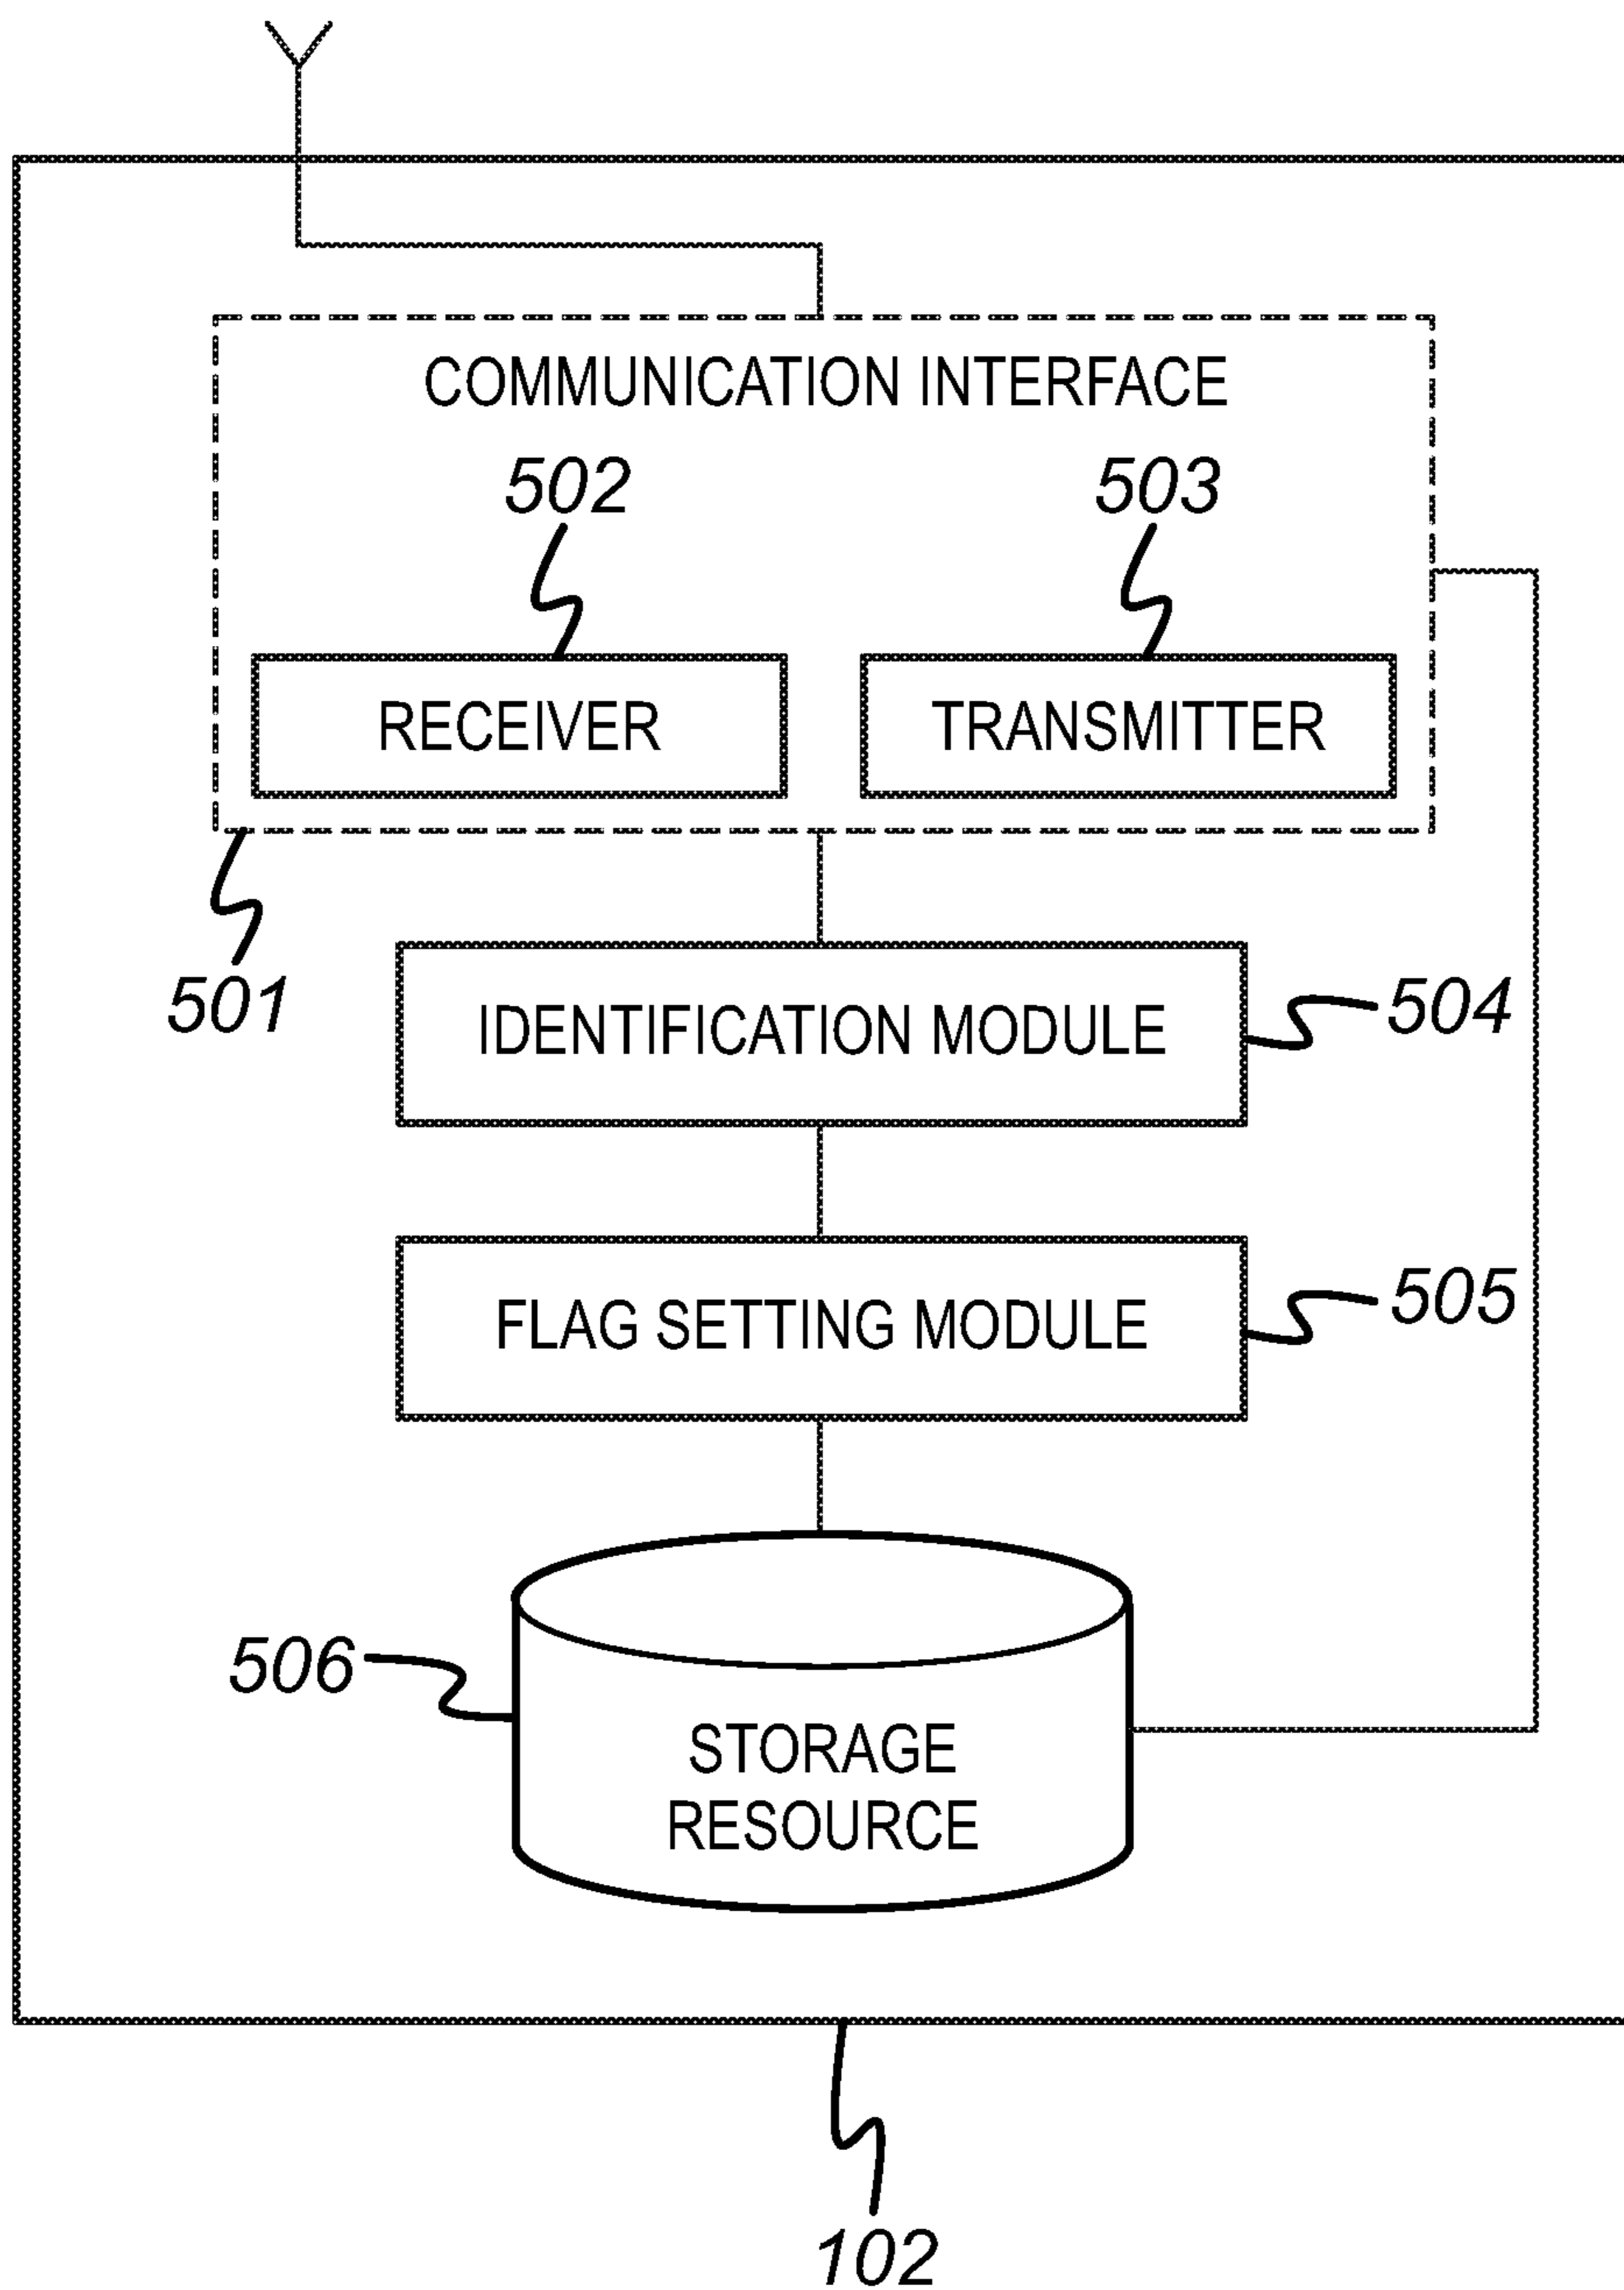 COMMUNICATION INTERFACE
502
503
RECEIVER
TRANSMITTER
501
IDENTIFICATION MODULE
504
FLAG SETTING MODULE
505
506
STORAGE
RESOURCE
102